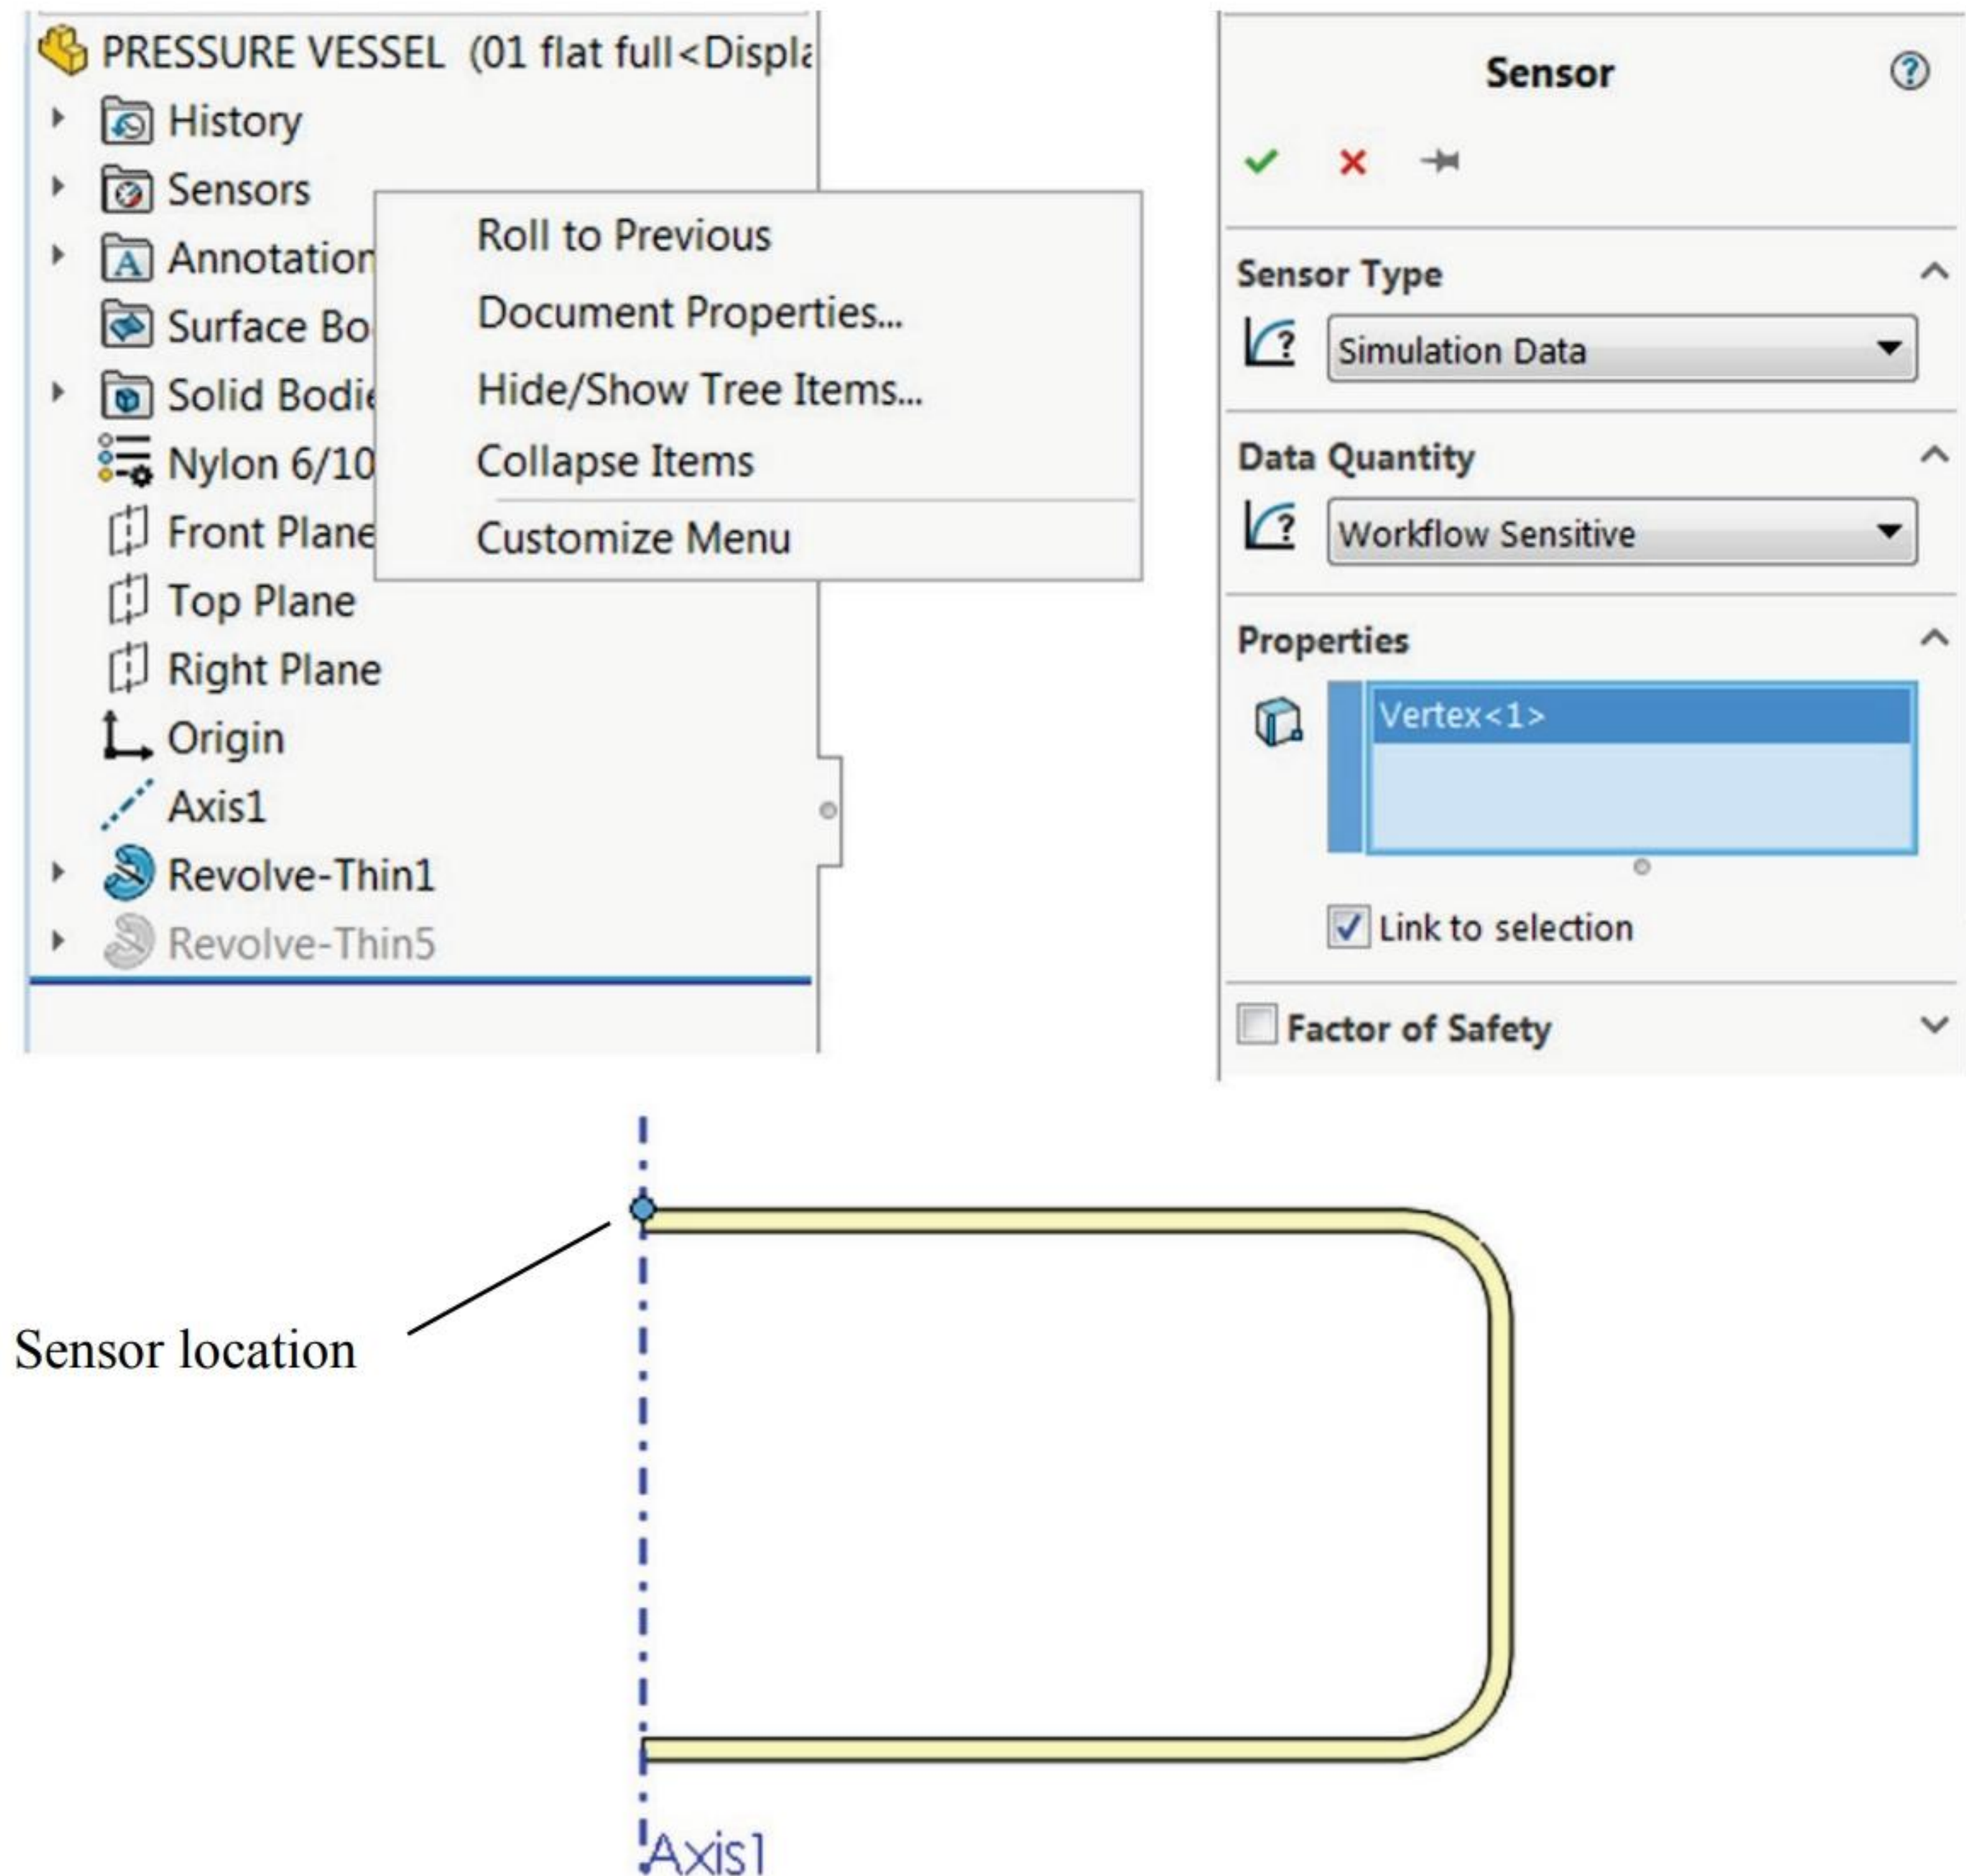 PRESSURE VESSEL (01 flat full<Displa
History
Sensors
Annotation
Surface Bo
Solid Bodie
Nylon 6/10
Front Plane
Top Plane
Right Plane
Origin
Axis1
Revolve-Thin1
Revolve-Thin5
Roll to Previous
Document Properties...
Hide/Show Tree Items...
Collapse Items
Customize Menu
Sensor
Sensor Type
Simulation Data
Data Quantity
Workflow Sensitive
Properties
Vertex<1>
Link to selection
Factor of Safety
Sensor location
Axis1